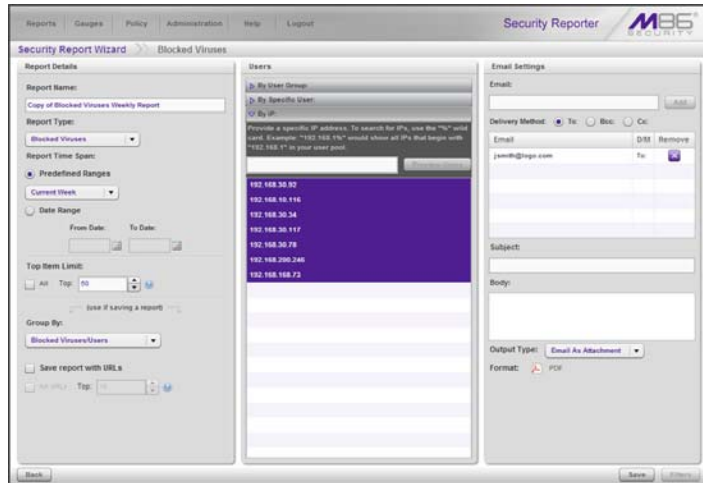 Reports Gauges Policy Administration Help Logout
Security Reporter
M86 SECURITY
Security Report Wizard Blocked Viruses
Report Details
Report Name:
Copy of Blocked Viruses Weekly Report
Report Type:
Blocked Viruses
Report Time Span:
Predefined Ranges
Current Week
Date Range
From Date: To Date:
Top Item Limit:
All Top: 50
(use if saving a report)
Group By:
Blocked Viruses/Users
Save report with URLs
All URLs Top:
Users
By User Group:
By Specific User:
By IP:
Provide a specific IP address. To search for IPs, use the "%" wild
card. Example: "192.168.1%" would show all IPs that begin with
"192.168.1" in your user pool.
Preview Users
192.168.30.92
192.168.10.116
192.168.30.34
192.168.30.117
192.168.30.78
192.168.200.246
192.168.168.73
Email Settings
Email:
Add
Delivery Method: To: Bcc: Cc:
Email D/M Remove
jsmith@logo.com To:
Subject:
Body:
Output Type: Email As Attachment
Format: PDF
Back
Save Filters